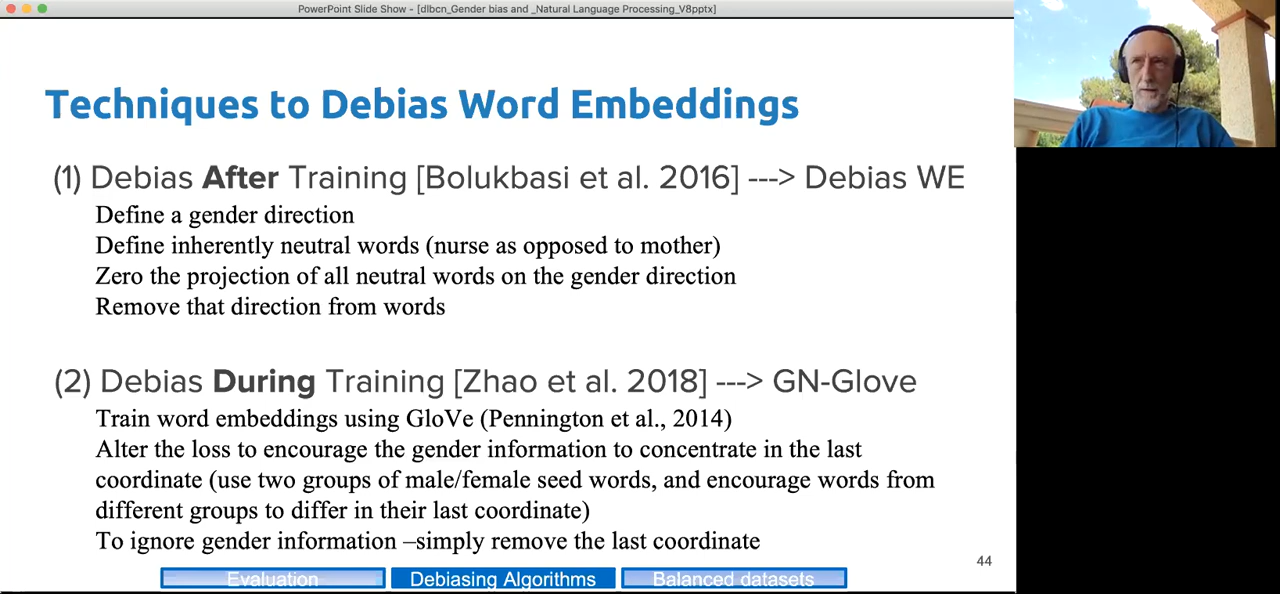 PowerPoint Slide Show - [dlbcn_Gender bias and _Natural Language Processing_V8pptx]
Techniques to Debias Word Embeddings
(1) Debias After Training [Bolukbasi et al. 2016] ---> Debias WE
Define a gender direction
Define inherently neutral words (nurse as opposed to mother)
Zero the projection of all neutral words on the gender direction
Remove that direction from words
(2) Debias During Training [Zhao et al. 2018] ---> GN-Glove
Train word embeddings using GloVe (Pennington et al., 2014)
Alter the loss to encourage the gender information to concentrate in the last
coordinate (use two groups of male/female seed words, and encourage words from
different groups to differ in their last coordinate)
To ignore gender information –simply remove the last coordinate
44
Evaluation
Debiasing Algorithms
Balanced datasets